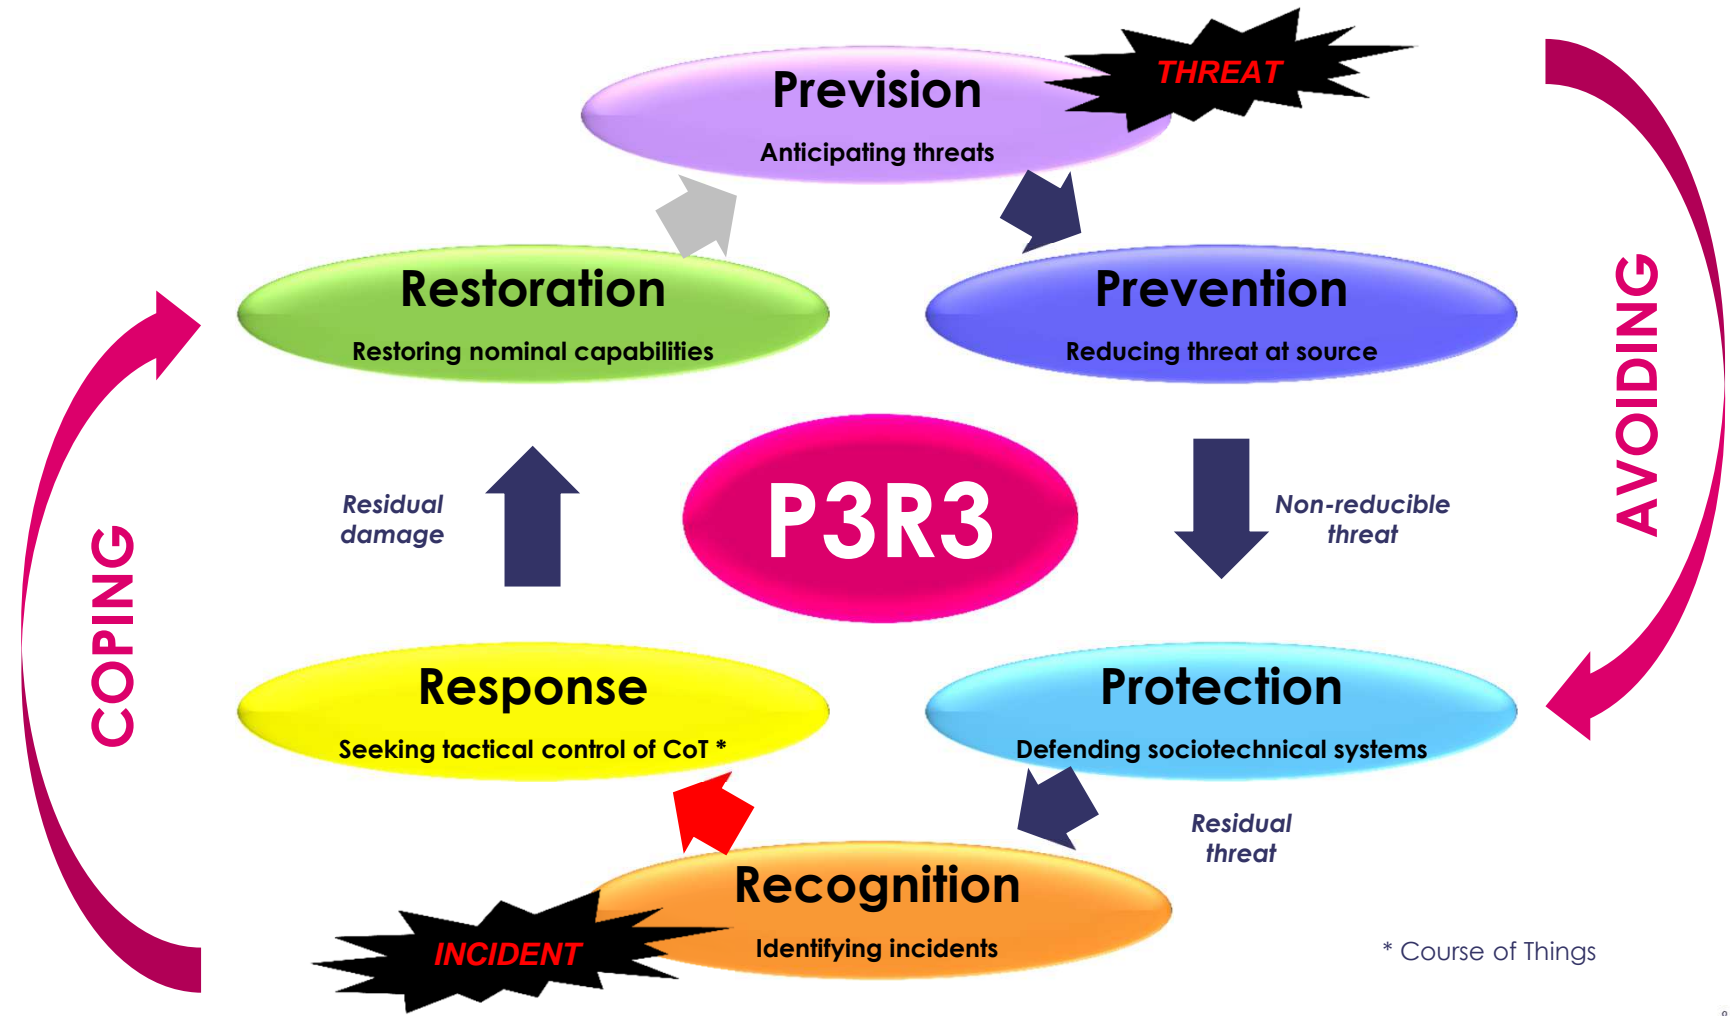 Prevision
Anticipating threats
THREAT
Restoration
Restoring nominal capabilities
Prevention
Reducing threat at source
AVOIDING
P3R3
Residual
damage
Non-reducible
threat
COPING
Response
Seeking tactical control of CoT *
Protection
Defending sociotechnical systems
Residual
threat
Recognition
Identifying incidents
INCIDENT
* Course of Things